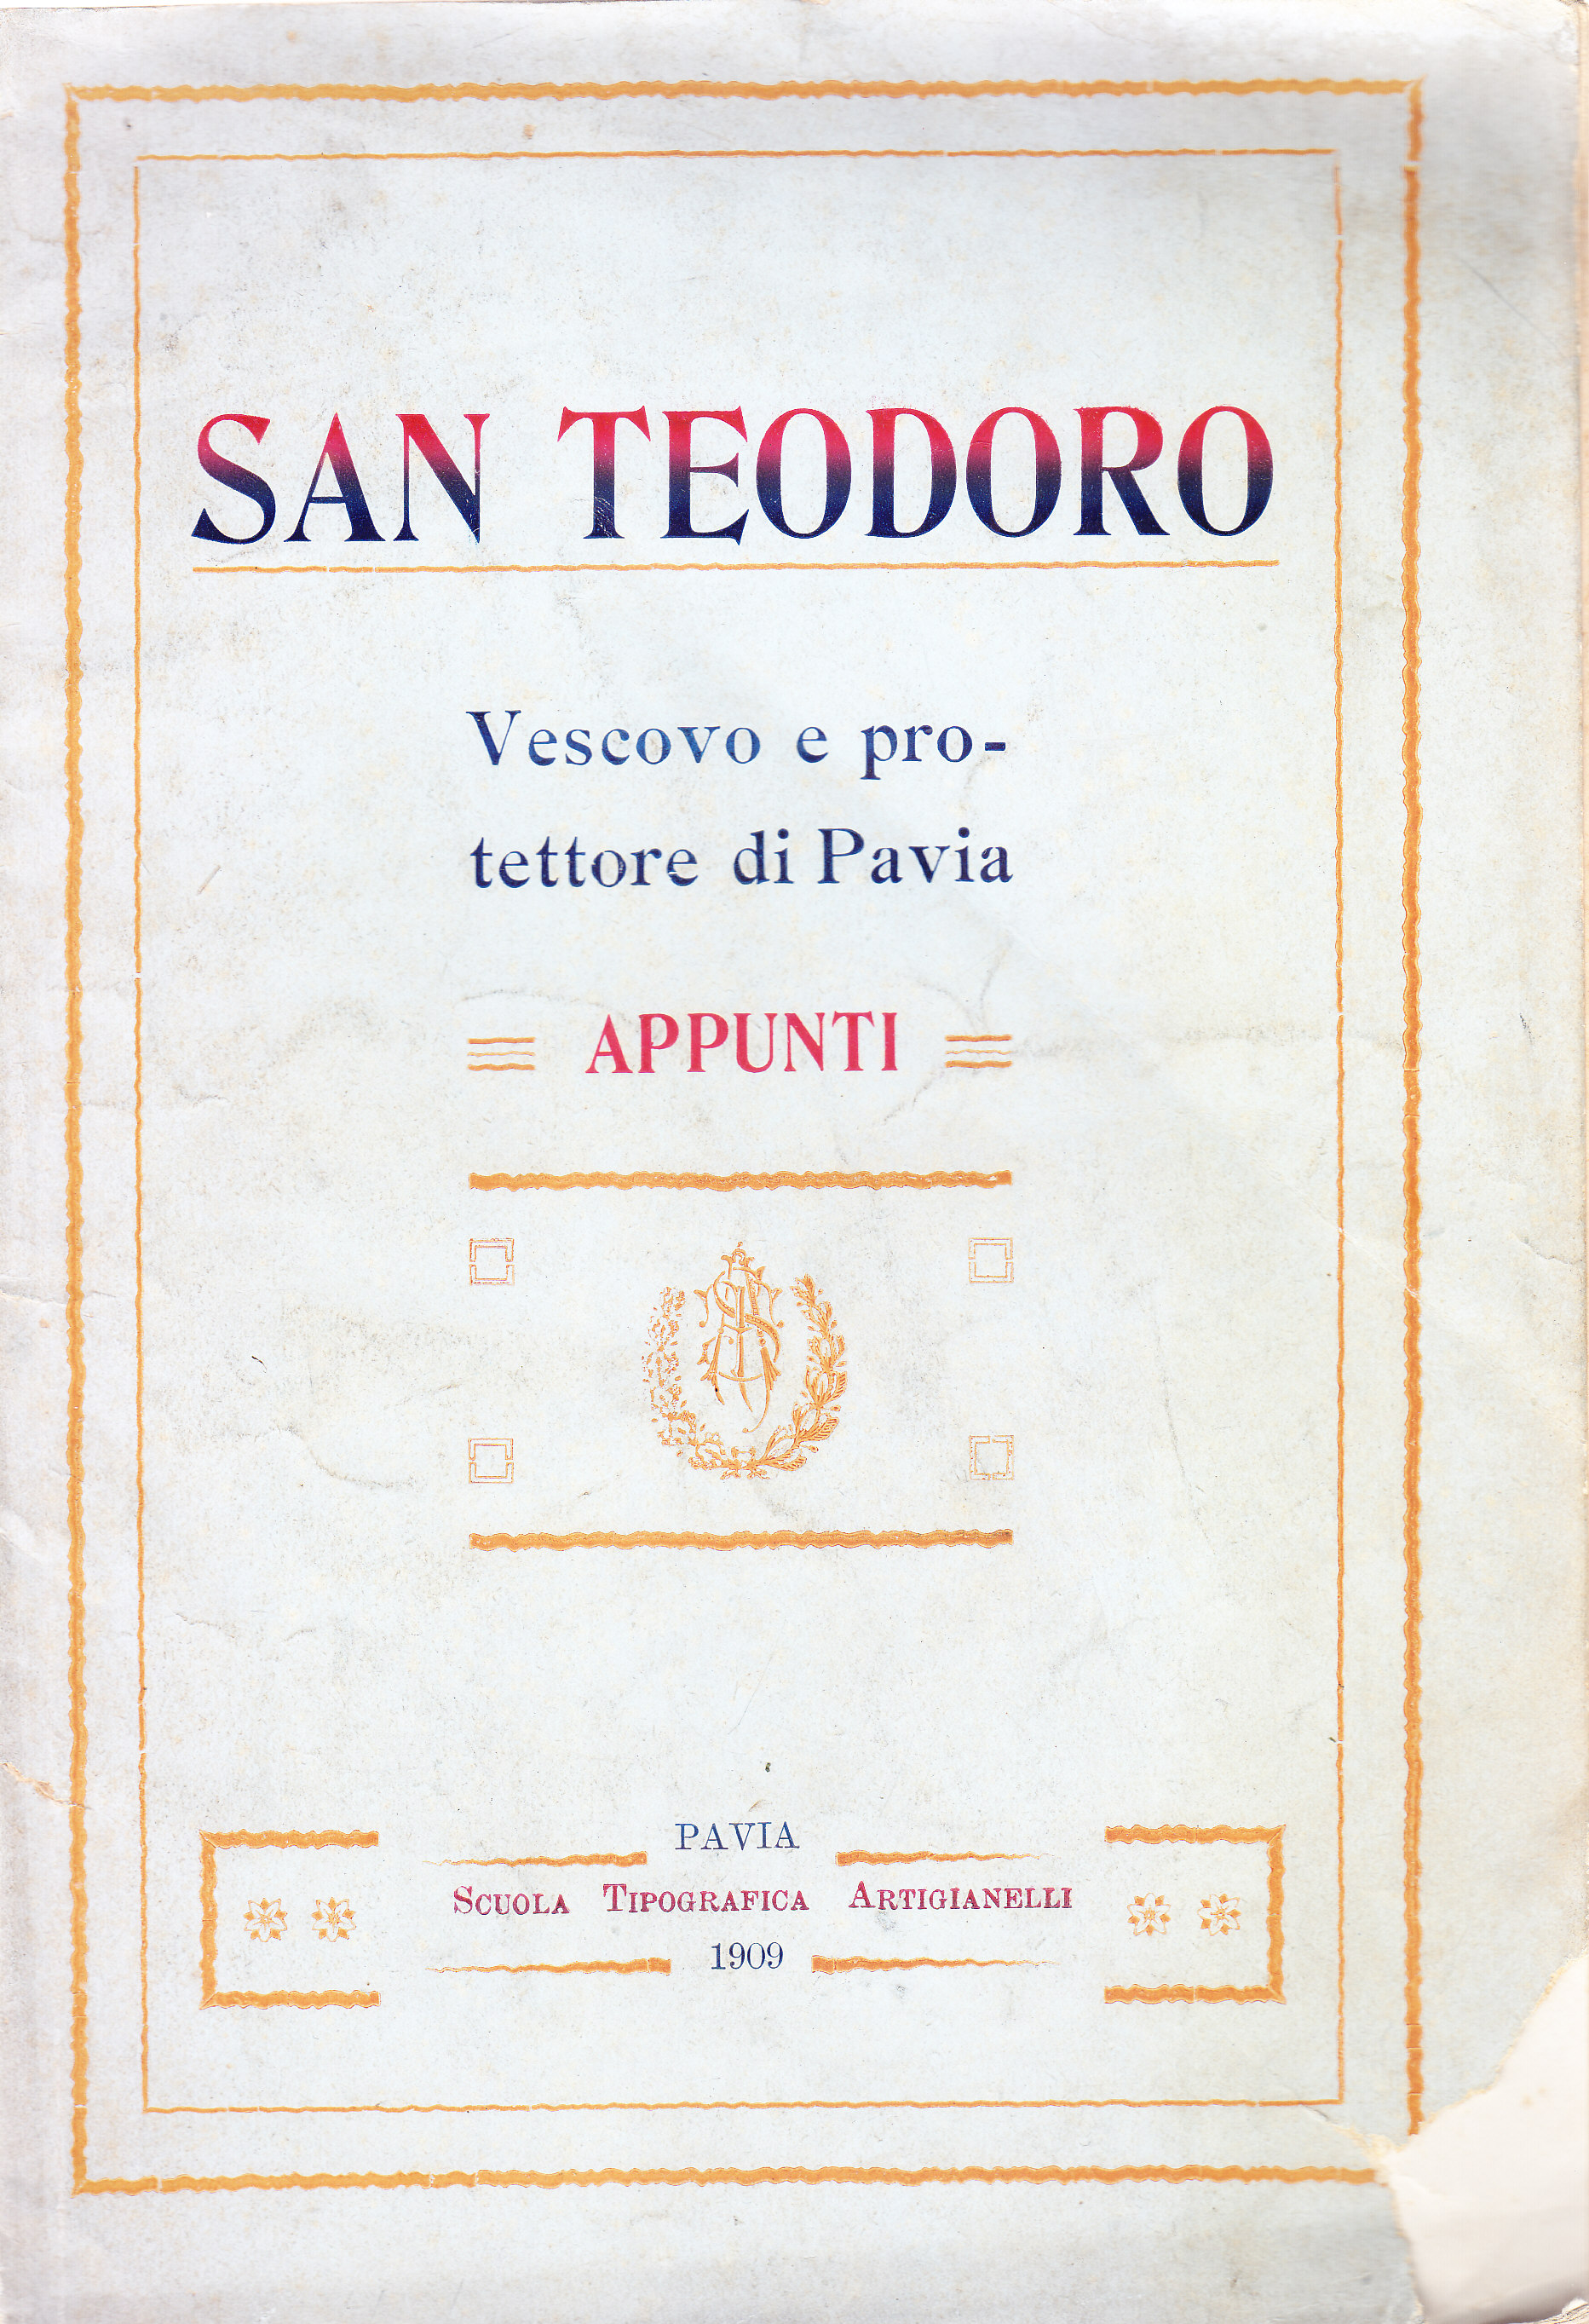 SAN TEODORO
Vescovo e pro-
tettore di Pavia
APPUNTI
PAVIA
SCUOLA TIPOGRAFICA ARTIGIANELLI
1909